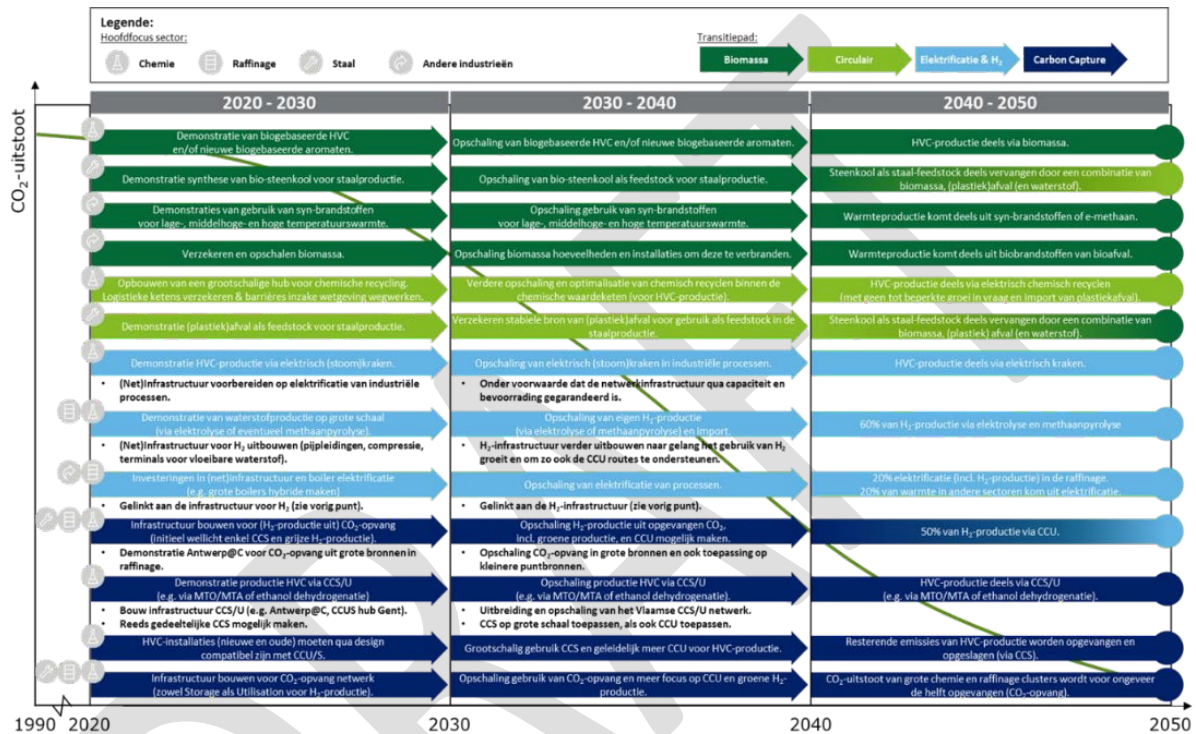 Legende:
Hoofdfocus sector:
Chemie
Raffinage
Staal
Andere industrieën
Transitiepad:
Biomassa
Circulair
Elektrificatie & H₂
Carbon Capture
CO₂-uitstoot
2020 - 2030
2030 - 2040
2040 - 2050
Demonstratie van biogebaseerde HVC
en/of nieuwe biogebaseerde aromaten.
Opschaling van biogebaseerde HVC en/of nieuwe biogebaseerde aromaten.
HVC-productie deels via biomassa.
Demonstratie synthese van bio-steenkool voor staalproductie.
Opschaling van bio-steenkool als feedstock voor staalproductie.
Steenkool als staal-feedstock deels vervangen door een combinatie van
biomassa, (plastiek)afval (en waterstof).
Demonstraties van gebruik van syn-brandstoffen
voor lage-, middelhoge- en hoge temperatuurswarmte.
Opschaling gebruik van syn-brandstoffen
voor lage-, middelhoge- en hoge temperatuurswarmte.
Warmteproductie komt deels uit syn-brandstoffen of e-methaan.
Verzekeren en opschalen biomassa.
Opschaling biomassa hoeveelheden en installaties om deze te verbranden.
Warmteproductie komt deels uit biobrandstoffen van bioafval.
Opbouwen van een grootschalige hub voor chemische recycling.
Logistieke ketens verzekeren & barrières inzake wetgeving wegwerken.
Verdere opschaling en optimalisatie van chemisch recyclen binnen de
chemische waardeketen (voor HVC-productie).
HVC-productie deels via elektrisch chemisch recyclen
(met geen tot beperkte groei in vraag en import van plastiekafval).
Demonstratie (plastiek)afval als feedstock voor staalproductie.
Verzekeren stabiele bron van (plastiek)afval voor gebruik als feedstock in de
staalproductie.
Steenkool als staal-feedstock deels vervangen door een combinatie van
biomassa, (plastiek) afval (en waterstof).
Demonstratie HVC-productie via elektrisch (stoom)kraken.
Opschaling van elektrisch (stoom)kraken in industriële processen.
HVC-productie deels via elektrisch kraken.
• (Net)Infrastructuur voorbereiden op elektrificatie van industriële
processen.
• Onder voorwaarde dat de netwerkinfrastructuur qua capaciteit en
bevoorrading gegarandeerd is.
Demonstratie van waterstofproductie op grote schaal
(via elektrolyse of eventueel methaanpyrolyse).
Opschaling van eigen H₂-productie
(via elektrolyse of methaanpyrolyse) en import.
60% van H₂-productie via elektrolyse en methaanpyrolyse
• (Net)Infrastructuur voor H₂ uitbouwen (pijpleidingen, compressie,
terminals voor vloeibare waterstof).
• H₂-infrastructuur verder uitbouwen naar gelang het gebruik van H₂
groeit en om zo ook de CCU routes te ondersteunen.
Investeringen in (net)infrastructuur en boiler elektrificatie
(e.g. grote boilers hybride maken)
Opschaling van elektrificatie van processen.
20% elektrificatie (incl. H₂-productie) in de raffinage.
20% van warmte in andere sectoren kom uit elektrificatie.
• Gelinkt aan de infrastructuur voor H₂ (zie vorig punt).
• Gelinkt aan de H₂-infrastructuur (zie vorig punt).
Infrastructuur bouwen voor (H₂-productie uit) CO₂-opvang
(initieel wellicht enkel CCS en grijze H₂-productie).
Opschaling H₂-productie uit opgevangen CO₂,
incl. groene productie, en CCU mogelijk maken.
50% van H₂-productie via CCU.
• Demonstratie Antwerp@C voor CO₂-opvang uit grote bronnen in
raffinage.
• Opschaling CO₂-opvang in grote bronnen en ook toepassing op
kleinere puntbronnen.
Demonstratie productie HVC via CCS/U
(e.g. via MTO/MTA of ethanol dehydrogenatie)
Opschaling productie HVC via CCS/U
(e.g. via MTO/MTA of ethanol dehydrogenatie).
HVC-productie deels via CCS/U
(e.g. via MTO/MTA of ethanol dehydrogenatie).
• Bouw infrastructuur CCS/U (e.g. Antwerp@C, CCUS hub Gent).
• Reeds gedeeltelijke CCS mogelijk maken.
• Uitbreiding en opschaling van het Vlaamse CCS/U netwerk.
• CCS op grote schaal toepassen, als ook CCU toepassen.
HVC-installaties (nieuwe en oude) moeten qua design
compatibel zijn met CCU/S.
Grootschalig gebruik CCS en geleidelijk meer CCU voor HVC-productie.
Resterende emissies van HVC-productie worden opgevangen en
opgeslagen (via CCS).
Infrastructuur bouwen voor CO₂-opvang netwerk
(zowel Storage als Utilisation voor H₂-productie).
Opschaling gebruik van CO₂-opvang en meer focus op CCU en groene H₂-
productie.
CO₂-uitstoot van grote chemie en raffinage clusters wordt voor ongeveer
de helft opgevangen (CO₂-opvang).
1990
2020
2030
2040
2050